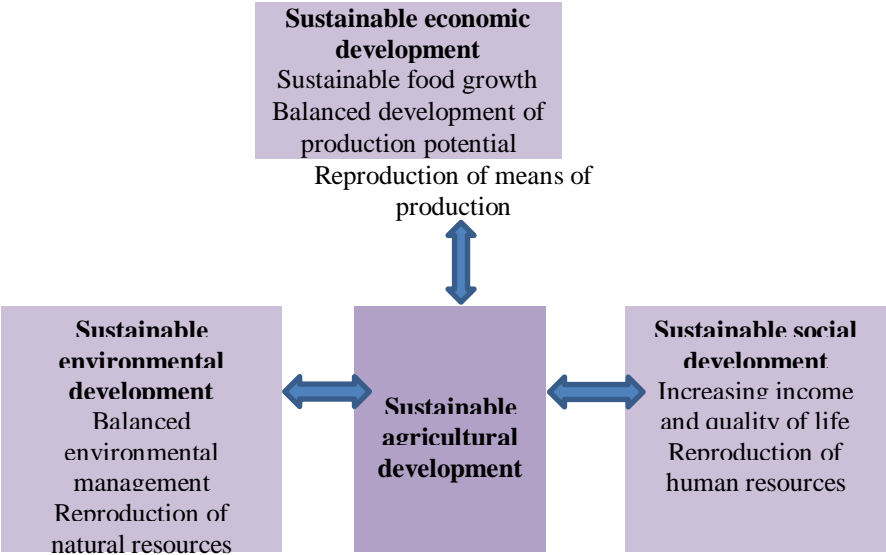 Sustainable economic
development
Sustainable food growth
Balanced development of
production potential
Reproduction of means of
production
Sustainable
environmental
development
Balanced
environmental
management
Reproduction of
natural resources
Sustainable
agricultural
development
Sustainable social
development
Increasing income
and quality of life
Reproduction of
human resources